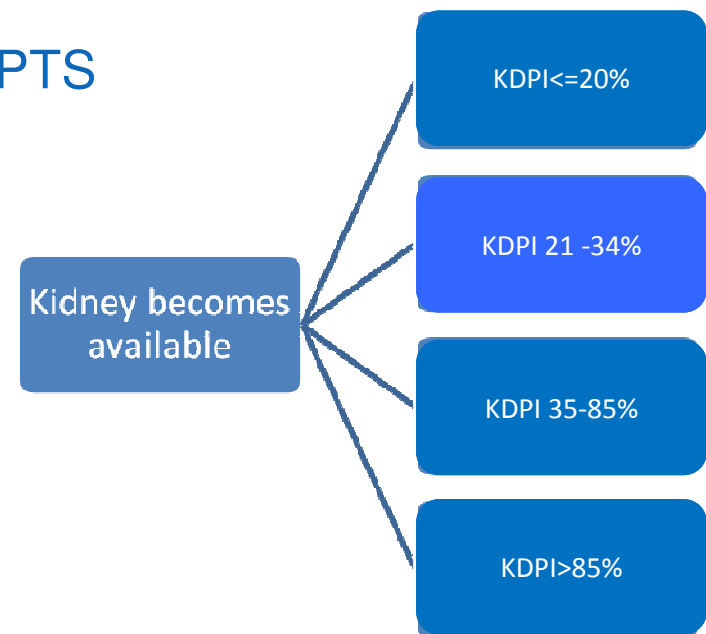 PTS
KDPI<=20%
KDPI 21 -34%
Kidney becomes
available
KDPI 35-85%
KDPI>85%